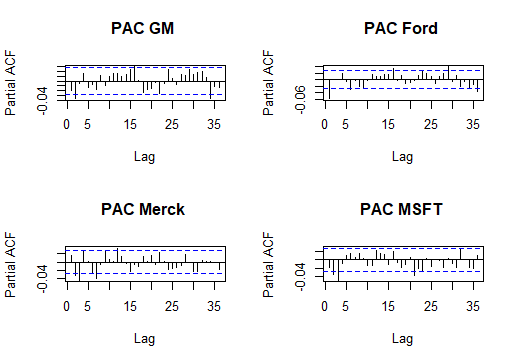 PAC GM
Partial ACF
-0.04
0 5 15 25 35
Lag
PAC Ford
Partial ACF
-0.06
0 5 15 25 35
Lag
PAC Merck
Partial ACF
-0.04
0 5 15 25 35
Lag
PAC MSFT
Partial ACF
-0.04
0 5 15 25 35
Lag